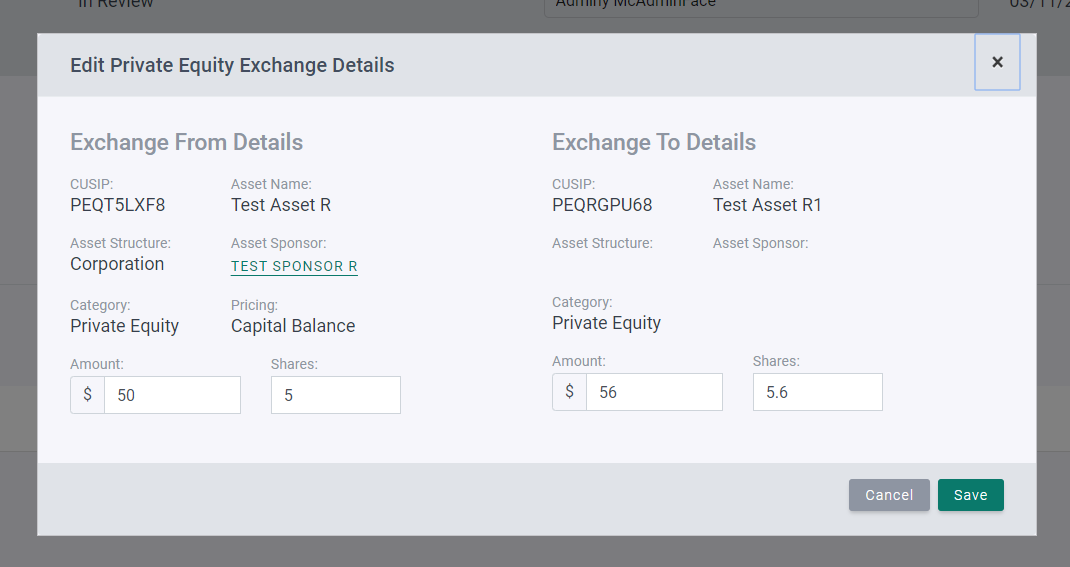 In Review
Adminy McAdminFace
Edit Private Equity Exchange Details
×
Exchange From Details
CUSIP: Asset Name:
PEQT5LXF8 Test Asset R
Asset Structure: Asset Sponsor:
Corporation TEST SPONSOR R
Category: Pricing:
Private Equity Capital Balance
Amount: Shares:
$ 50 5
Exchange To Details
CUSIP: Asset Name:
PEQRGPU68 Test Asset R1
Asset Structure: Asset Sponsor:
Category:
Private Equity
Amount: Shares:
$ 56 5.6
Cancel Save